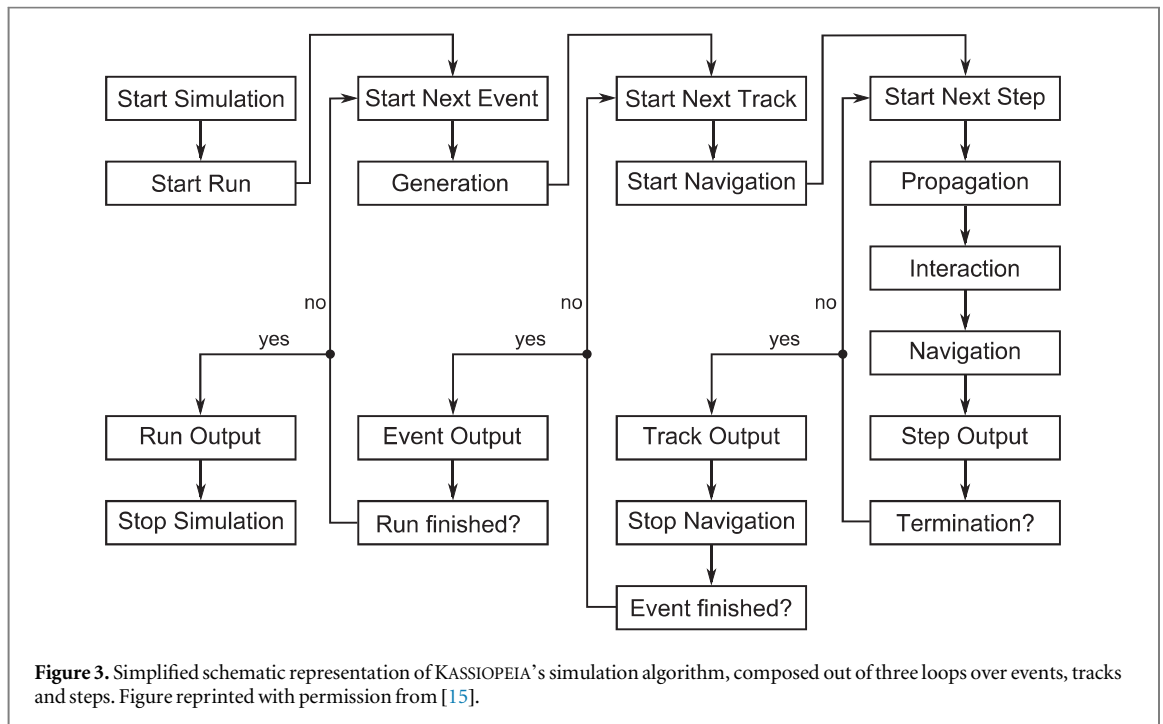 Start Simulation
Start Run
Start Next Event
Generation
Start Next Track
Start Navigation
Start Next Step
Propagation
Interaction
Navigation
Step Output
Termination?
no
yes
Track Output
Stop Navigation
Event finished?
no
yes
Event Output
Run finished?
no
yes
Run Output
Stop Simulation
Figure 3. Simplified schematic representation of KASSIOPEIA's simulation algorithm, composed out of three loops over events, tracks
and steps. Figure reprinted with permission from [15].